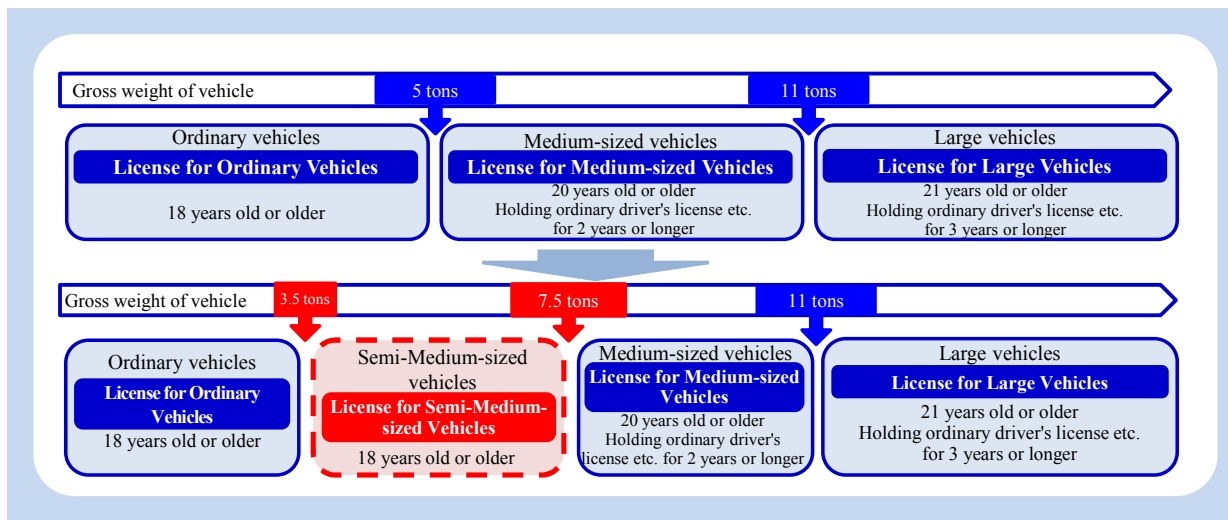 Gross weight of vehicle
5 tons
11 tons
Ordinary vehicles
License for Ordinary Vehicles
18 years old or older
Medium-sized vehicles
License for Medium-sized Vehicles
20 years old or older
Holding ordinary driver's license etc.
for 2 years or longer
Large vehicles
License for Large Vehicles
21 years old or older
Holding ordinary driver's license etc.
for 3 years or longer
Gross weight of vehicle
3.5 tons
7.5 tons
11 tons
Ordinary vehicles
License for Ordinary
Vehicles
18 years old or older
Semi-Medium-sized
vehicles
License for Semi-Medium-
sized Vehicles
18 years old or older
Medium-sized vehicles
License for Medium-sized
Vehicles
20 years old or older
Holding ordinary driver's
license etc. for 2 years or longer
Large vehicles
License for Large Vehicles
21 years old or older
Holding ordinary driver's license etc.
for 3 years or longer